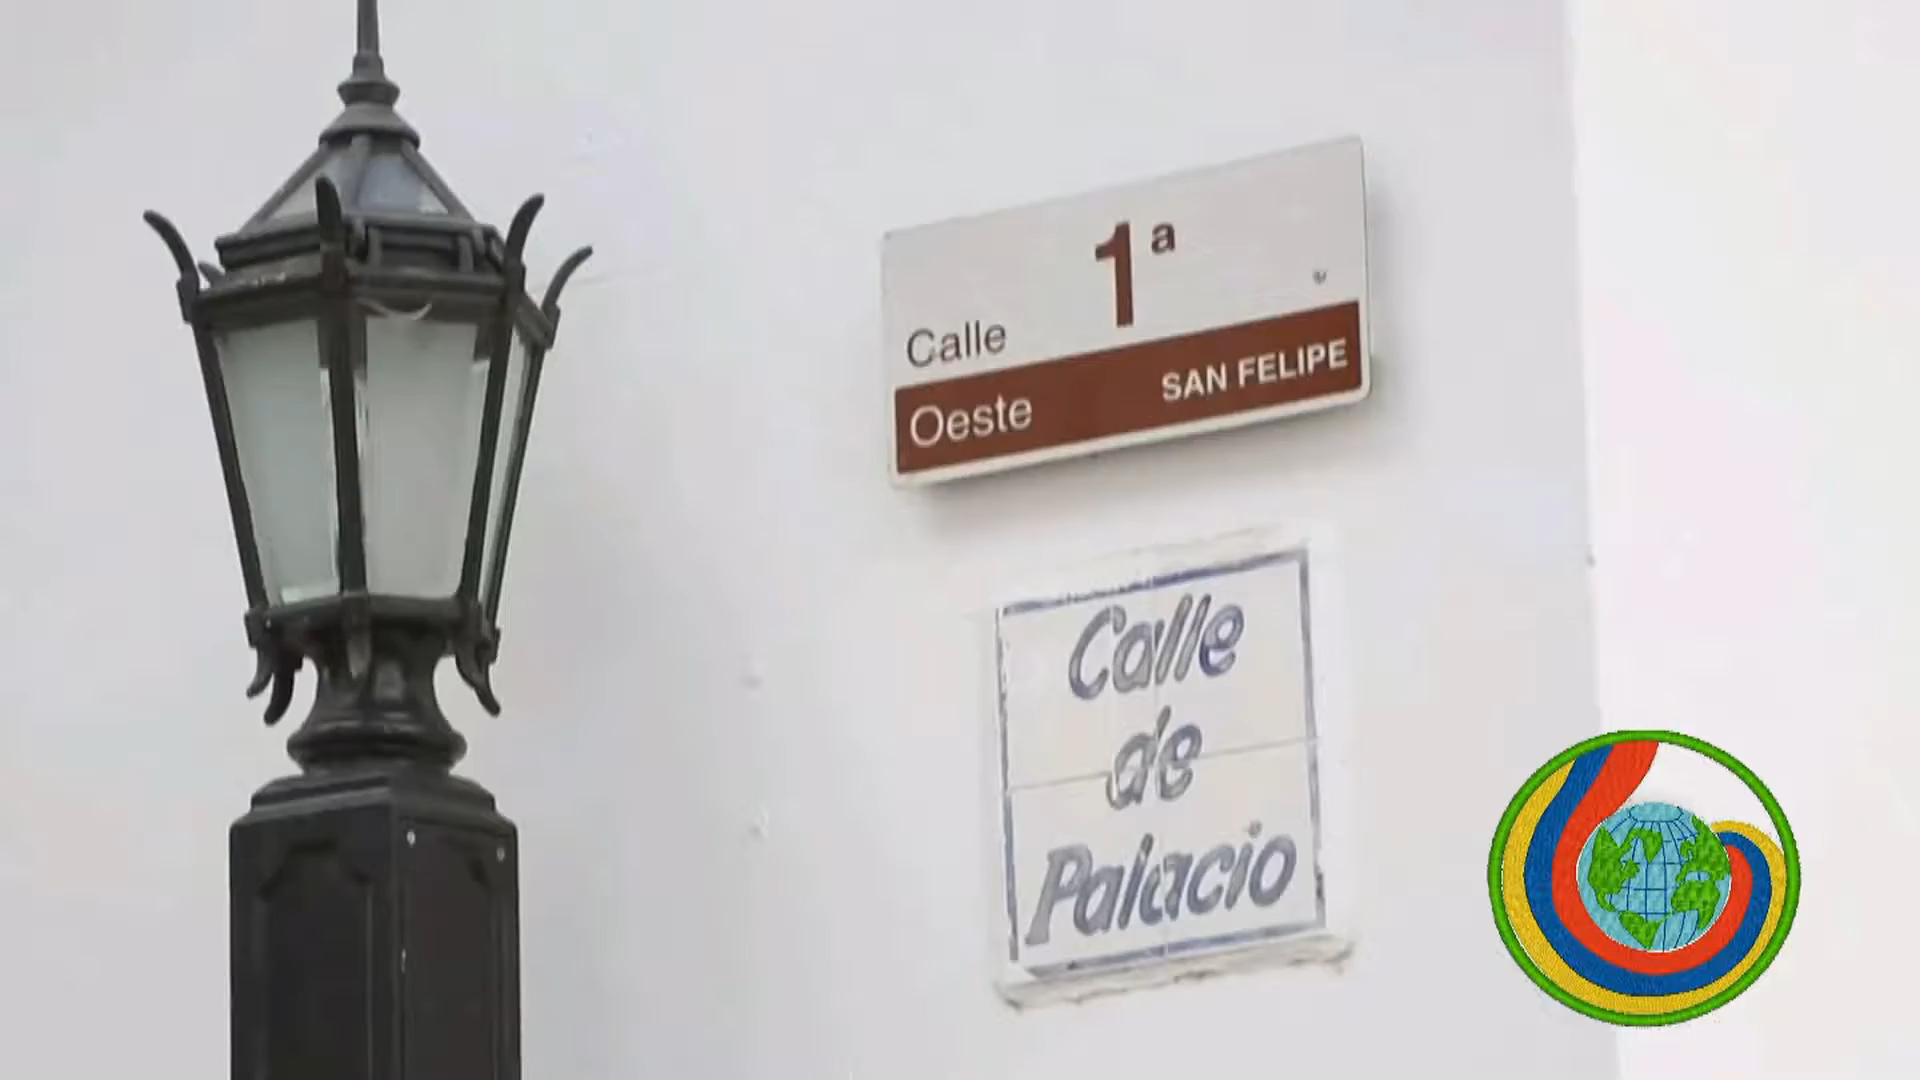 1ª
Calle
SAN FELIPE
Oeste
Calle
de
Palacio